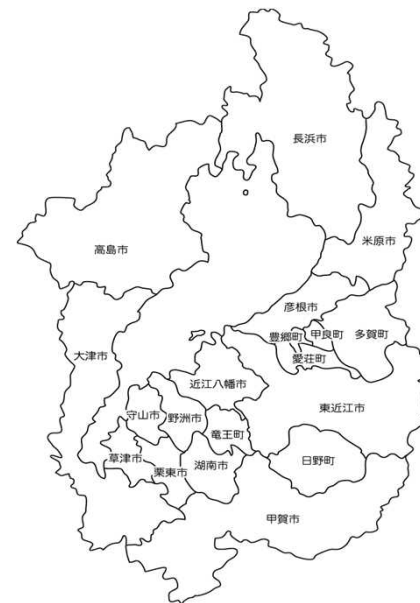 長浜市
米原市
高島市
彦根市
豊郷町
甲良町
多賀町
大津市
愛荘町
近江八幡市
東近江市
守山市
野洲市
竜王町
草津市
栗東市
湖南市
日野町
甲賀市